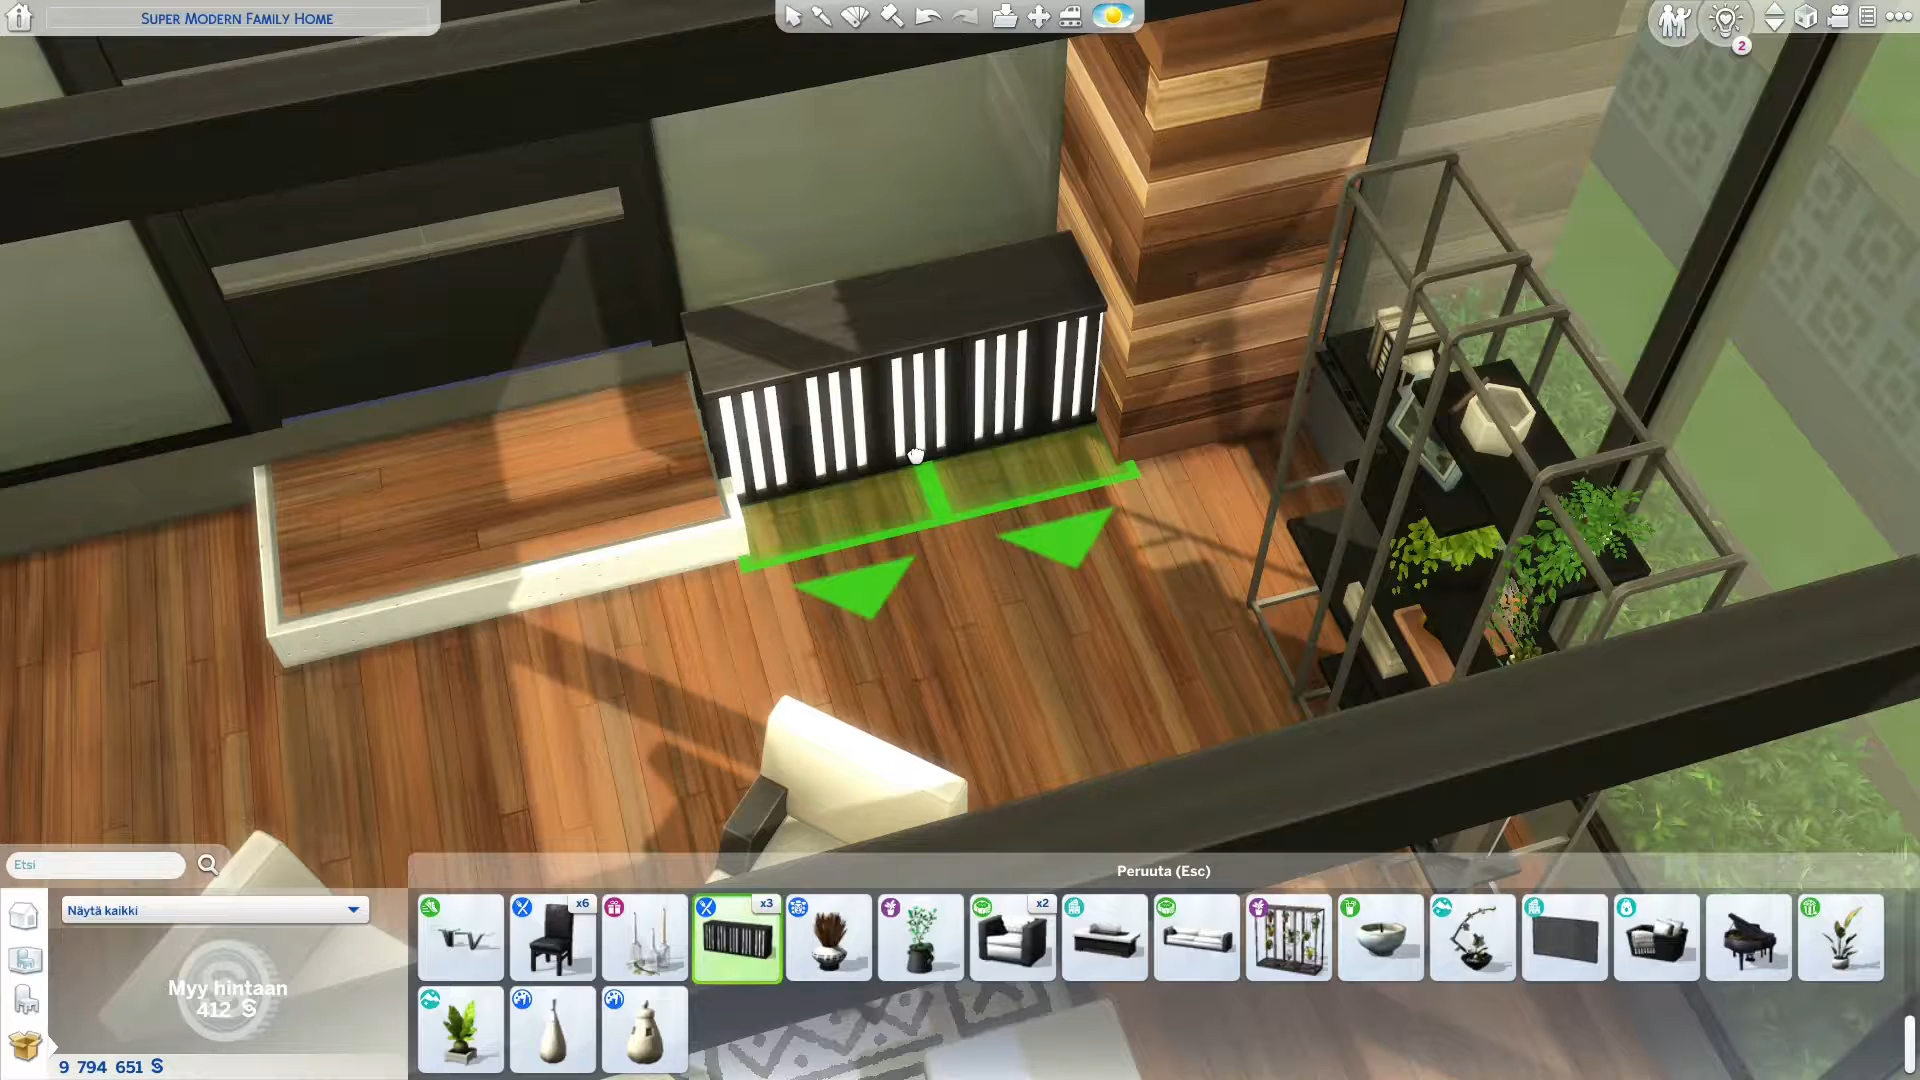 SUPER MODERN FAMILY HOME
2
Peruuta (Esc)
Etsi
Näytä kaikki
x6
x3
x2
Myy hintaan
412 §
9 794 651 §